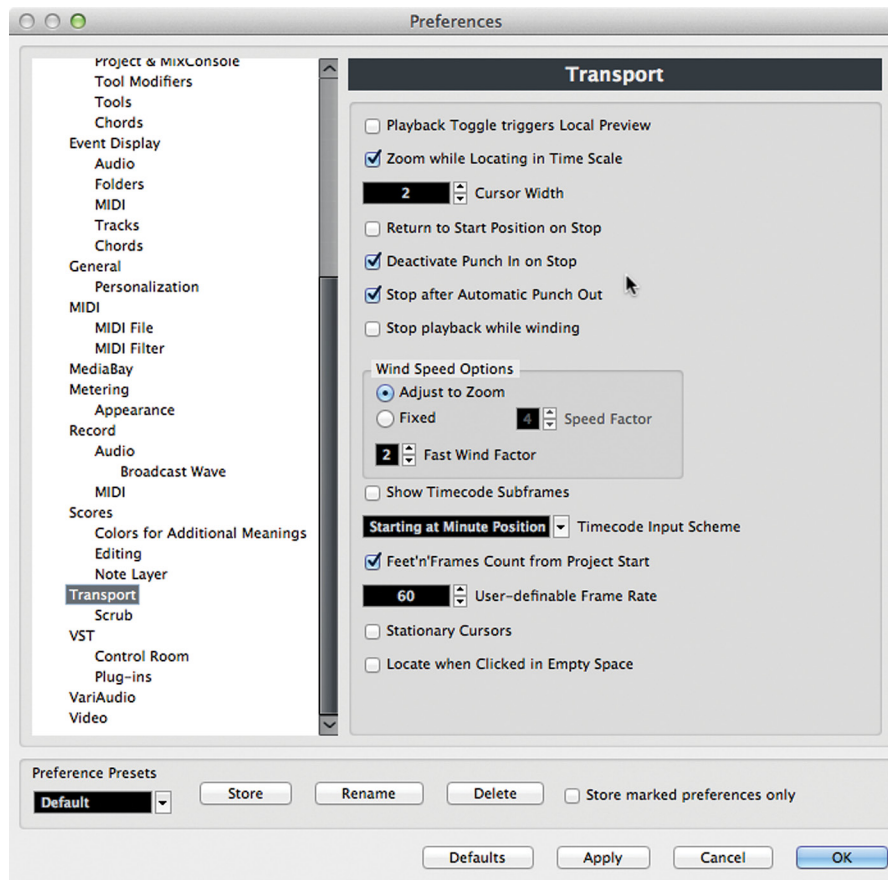 Preferences
Project & MixConsole
Tool Modifiers
Tools
Chords
Event Display
Audio
Folders
MIDI
Tracks
Chords
General
Personalization
MIDI
MIDI File
MIDI Filter
MediaBay
Metering
Appearance
Record
Audio
Broadcast Wave
MIDI
Scores
Colors for Additional Meanings
Editing
Note Layer
Transport
Scrub
VST
Control Room
Plug-ins
VariAudio
Video
Transport
Playback Toggle triggers Local Preview
Zoom while Locating in Time Scale
2 Cursor Width
Return to Start Position on Stop
Deactivate Punch In on Stop
Stop after Automatic Punch Out
Stop playback while winding
Wind Speed Options
Adjust to Zoom
Fixed 4 Speed Factor
2 Fast Wind Factor
Show Timecode Subframes
Starting at Minute Position Timecode Input Scheme
Feet'n'Frames Count from Project Start
60 User-definable Frame Rate
Stationary Cursors
Locate when Clicked in Empty Space
Preference Presets
Default Store Rename Delete Store marked preferences only
Defaults Apply Cancel OK